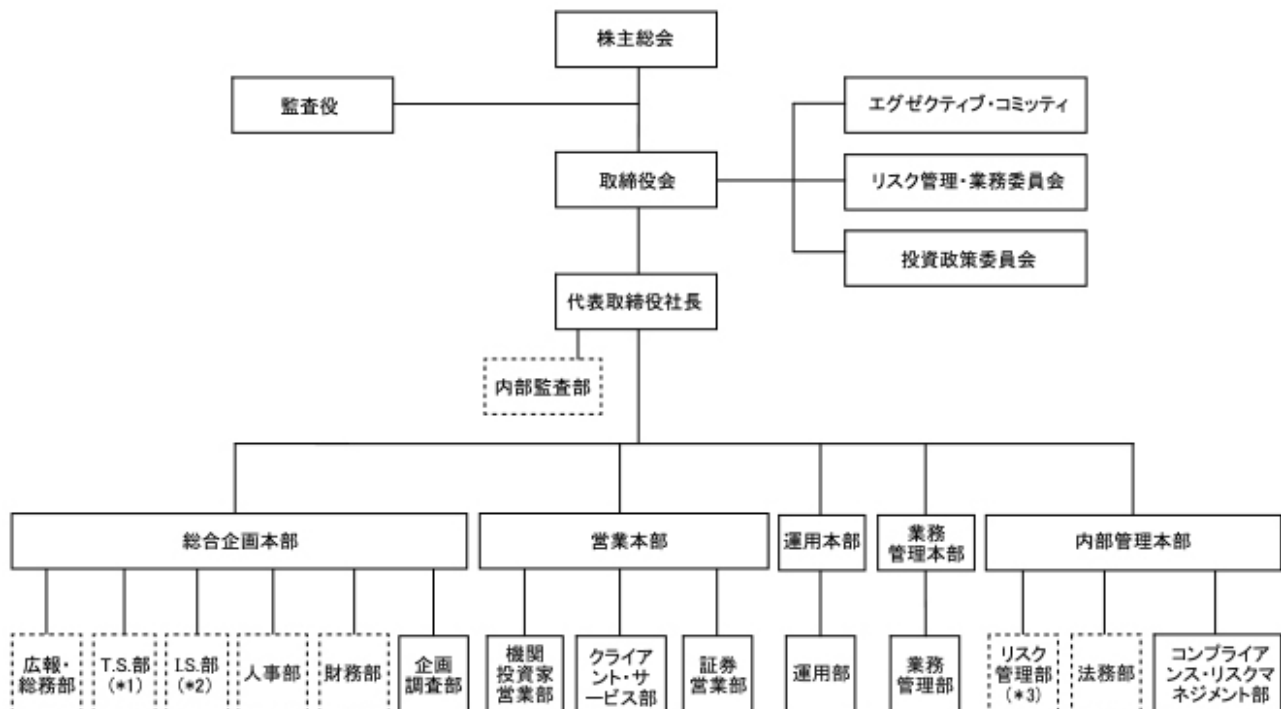 株主総会
監査役
エグゼクティブ・コミッティ
取締役会
リスク管理・業務委員会
投資政策委員会
代表取締役社長
内部監査部
総合企画本部
営業本部
運用本部
業務
管理本部
内部管理本部
広報・
総務部
T.S.部
(*1)
I.S.部
(*2)
人事部
財務部
企画
調査部
機関
投資家
営業部
クライア
ント・サ
ービス部
証券
営業部
運用部
業務
管理部
リスク
管理部
(*3)
法務部
コンプライア
ンス・リスクマ
ネジメント部